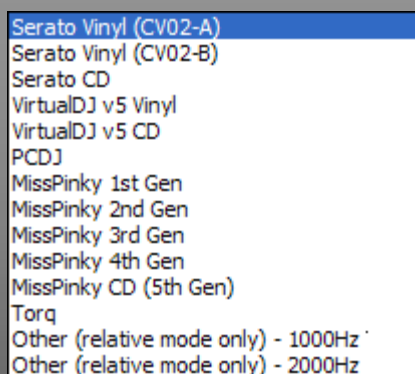 Serato Vinyl (CV02-A)
Serato Vinyl (CV02-B)
Serato CD
VirtualDJ v5 Vinyl
VirtualDJ v5 CD
PCDJ
MissPinky 1st Gen
MissPinky 2nd Gen
MissPinky 3rd Gen
MissPinky 4th Gen
MissPinky CD (5th Gen)
Torq
Other (relative mode only) - 1000Hz
Other (relative mode only) - 2000Hz